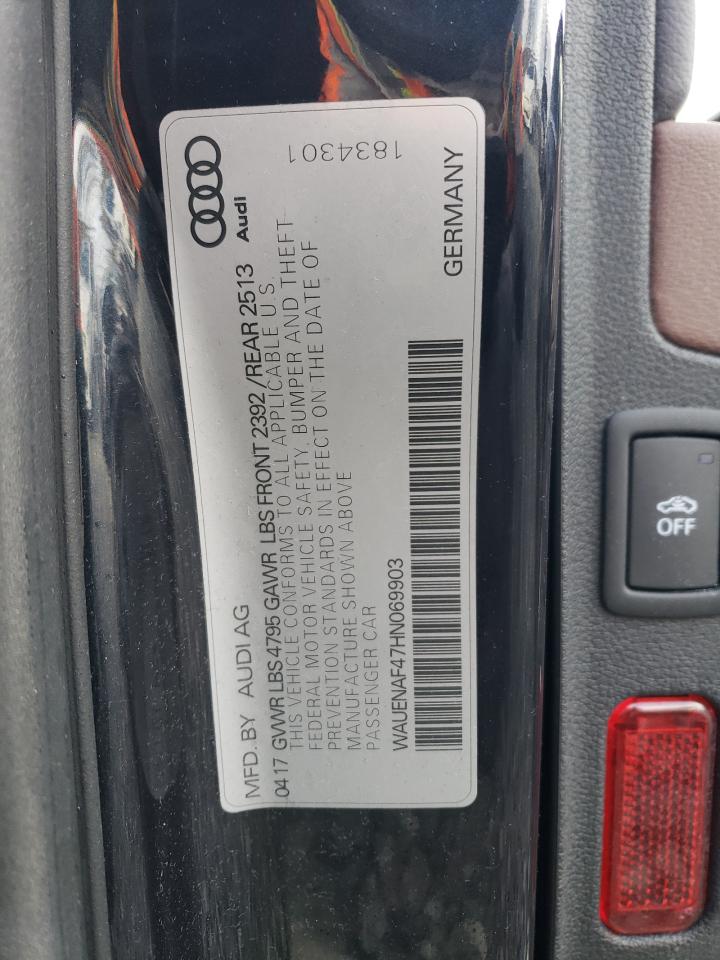 MFD. BY AUDI AG
Audi
0417 GVWR LBS 4795 GAWR LBS FRONT 2392 /REAR 2513
THIS VEHICLE CONFORMS TO ALL APPLICABLE U.S.
FEDERAL MOTOR VEHICLE SAFETY, BUMPER AND THEFT
PREVENTION STANDARDS IN EFFECT ON THE DATE OF
MANUFACTURE SHOWN ABOVE
PASSENGER CAR
WAUENAF47HN069903
GERMANY
1834301
OFF